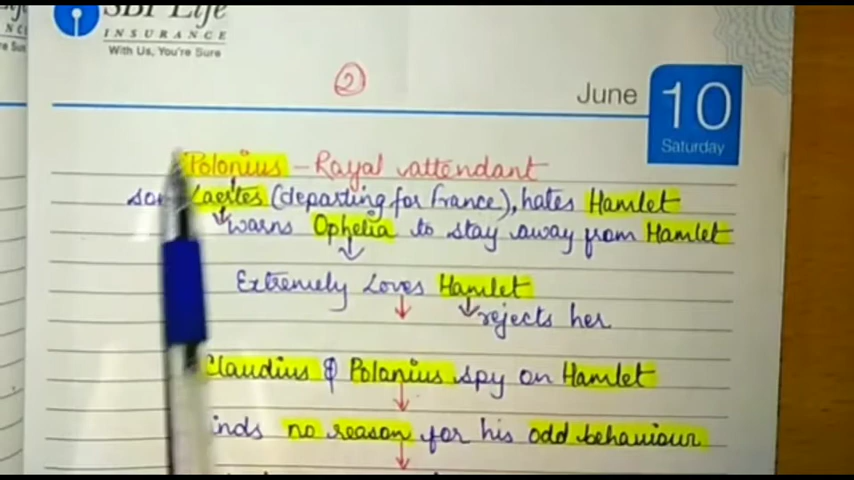 SBI Life
INSURANCE
With Us, You're Sure
2
June 10
Saturday
Polonius - Rayal attendant
son Laertes (departing for france), hates Hamlet
warns Ophelia to stay away from Hamlet
Extremely Loves Hamlet
rejects her
Claudius & Polonius spy on Hamlet
inds no reason for his odd behaviour